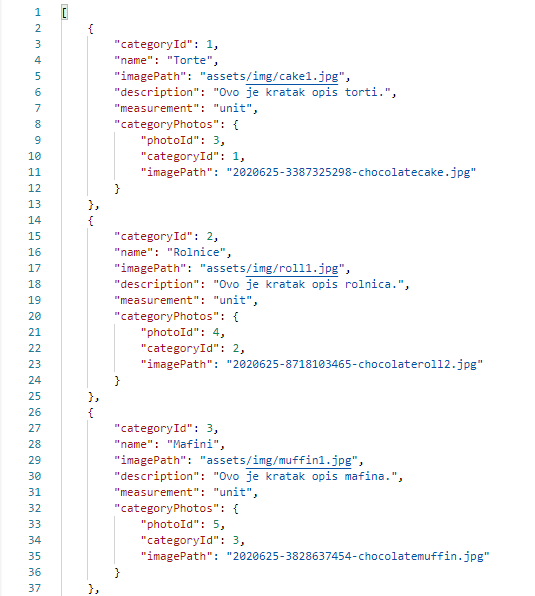 1 [
2 {
3 "categoryId": 1,
4 "name": "Torte",
5 "imagePath": "assets/img/cake1.jpg",
6 "description": "Ovo je kratak opis torti.",
7 "measurement": "unit",
8 "categoryPhotos": {
9 "photoId": 3,
10 "categoryId": 1,
11 "imagePath": "2020625-3387325298-chocolatecake.jpg"
12 }
13 },
14 {
15 "categoryId": 2,
16 "name": "Rolnice",
17 "imagePath": "assets/img/roll1.jpg",
18 "description": "Ovo je kratak opis rolnica.",
19 "measurement": "unit",
20 "categoryPhotos": {
21 "photoId": 4,
22 "categoryId": 2,
23 "imagePath": "2020625-8718103465-chocolateroll2.jpg"
24 }
25 },
26 {
27 "categoryId": 3,
28 "name": "Mafini",
29 "imagePath": "assets/img/muffin1.jpg",
30 "description": "Ovo je kratak opis mafina.",
31 "measurement": "unit",
32 "categoryPhotos": {
33 "photoId": 5,
34 "categoryId": 3,
35 "imagePath": "2020625-3828637454-chocolatemuffin.jpg"
36 }
37 },